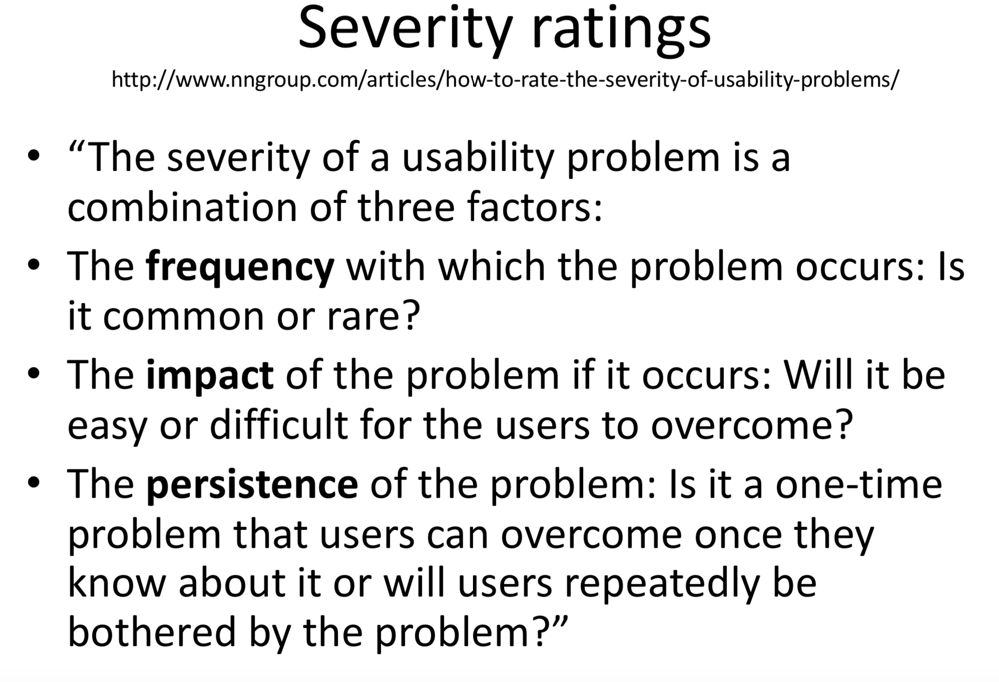 Severity ratings
http://www.nngroup.com/articles/how-to-rate-the-severity-of-usability-problems/
• “The severity of a usability problem is a
combination of three factors:
• The frequency with which the problem occurs: Is
it common or rare?
• The impact of the problem if it occurs: Will it be
easy or difficult for the users to overcome?
• The persistence of the problem: Is it a one-time
problem that users can overcome once they
know about it or will users repeatedly be
bothered by the problem?”